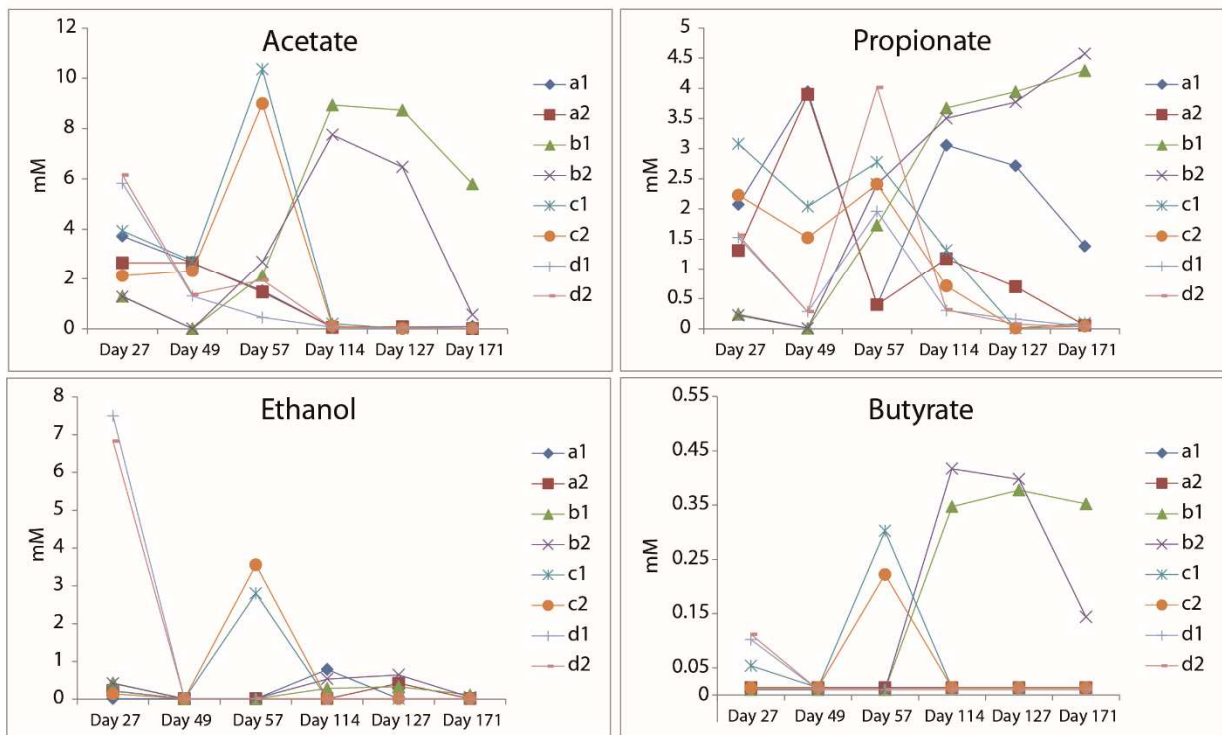 Acetate
12
10
8
6
4
2
0
mM
Day 27 Day 49 Day 57 Day 114 Day 127 Day 171
a1
a2
b1
b2
c1
c2
d1
d2
Propionate
5
4.5
4
3.5
3
2.5
2
1.5
1
0.5
0
mM
Day 27 Day 49 Day 57 Day 114 Day 127 Day 171
a1
a2
b1
b2
c1
c2
d1
d2
Ethanol
8
7
6
5
4
3
2
1
0
mM
Day 27 Day 49 Day 57 Day 114 Day 127 Day 171
a1
a2
b1
b2
c1
c2
d1
d2
Butyrate
0.55
0.45
0.35
0.25
0.15
0.05
0
mM
Day 27 Day 49 Day 57 Day 114 Day 127 Day 171
a1
a2
b1
b2
c1
c2
d1
d2